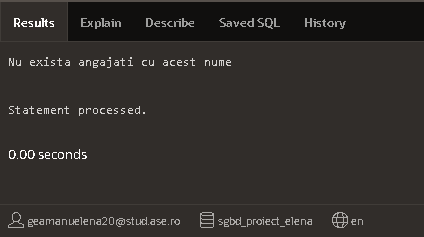 Results Explain Describe Saved SQL History
Nu exista angajati cu acest nume
Statement processed.
0.00 seconds
geamanuelena20@stud.ase.ro sgbd_proiect_elena en